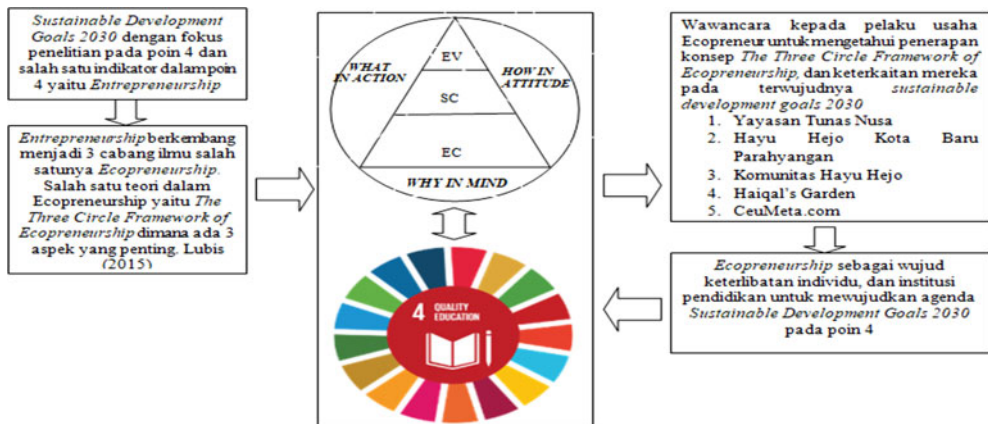 Sustainable Development
Goals 2030 dengan fokus
penelitian pada poin 4 dan
salah satu indikator dalampoin
4 yaitu Entrepreneurship
Entrepreneurship berkembang
menjadi 3 cabang ilmu salah
satunya Ecopreneurship.
Salah satu teori dalam
Ecopreneurship yaitu The
Three Circle Framework of
Ecopreneurship dimana ada 3
aspek yang penting. Lubis
(2015)
WHAT
IN ACTION
EV
HOW IN
ATTITUDE
SC
EC
WHY IN MIND
4 QUALITY
EDUCATION
Wawancara kepada pelaku usaha
Ecopreneur untuk mengetahui penerapan
konsep The Three Circle Framework of
Ecopreneurship, dan keterkaitan mereka
pada terwujudnya sustainable
development goals 2030
1. Yayasan Tunas Nusa
2. Hayu Hejo Kota Baru
Parahyangan
3. Komunitas Hayu Hejo
4. Haiqal's Garden
5. CeuMeta.com
Ecopreneurship sebagai wujud
keterlibatan individu, dan institusi
pendidikan untuk mewujudkan agenda
Sustainable Development Goals 2030
pada poin 4